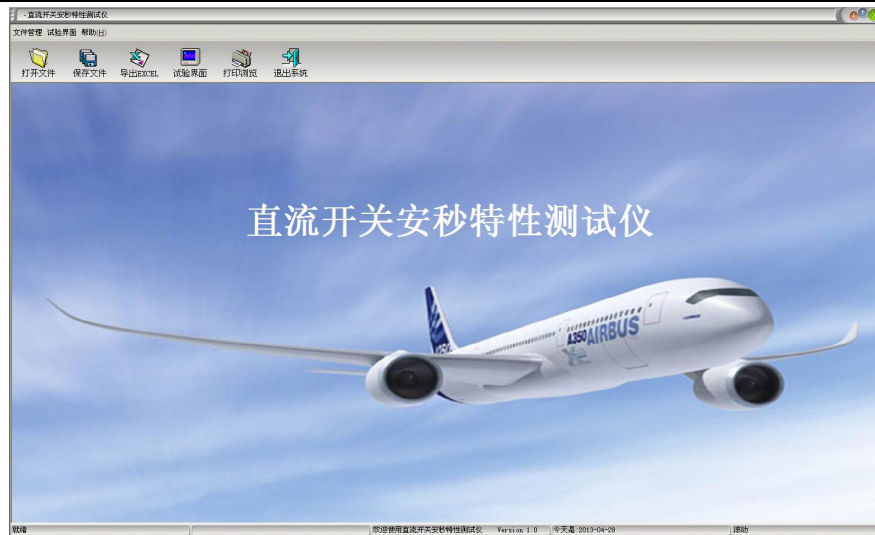 ·直流开关安秒特性测试仪
文件管理 试验界面 帮助(H)
打开文件 保存文件 导出EXCEL 试验界面 打印浏览 退出系统
直流开关安秒特性测试仪
A350 AIRBUS
就绪 欢迎使用直流开关安秒特性测试仪 Version 1.0 今天是 2013-04-28 滚动